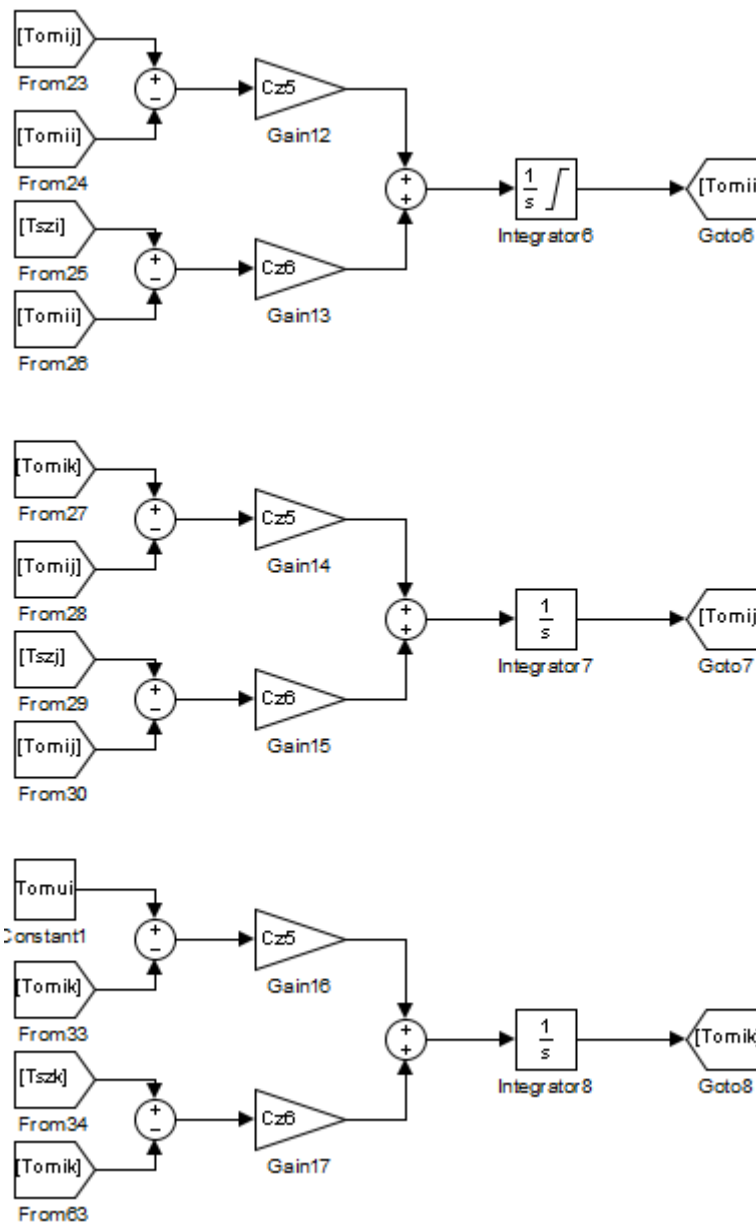 [Tomij]
From23
+
−
Cz5
Gain12
[Tomii]
From24
+
+
1
s
Integrator6
[Tomii
Goto6
[Tszi]
From25
+
−
Cz6
Gain13
[Tomii]
From26
[Tomik]
From27
+
−
Cz5
Gain14
[Tomij]
From28
+
+
1
s
Integrator7
[Tomij
Goto7
[Tszj]
From29
+
−
Cz6
Gain15
[Tomij]
From30
Tomui
Constant1
+
−
Cz5
Gain16
[Tomik]
From33
+
+
1
s
Integrator8
[Tomik
Goto8
[Tszk]
From34
+
−
Cz6
Gain17
[Tomik]
From63